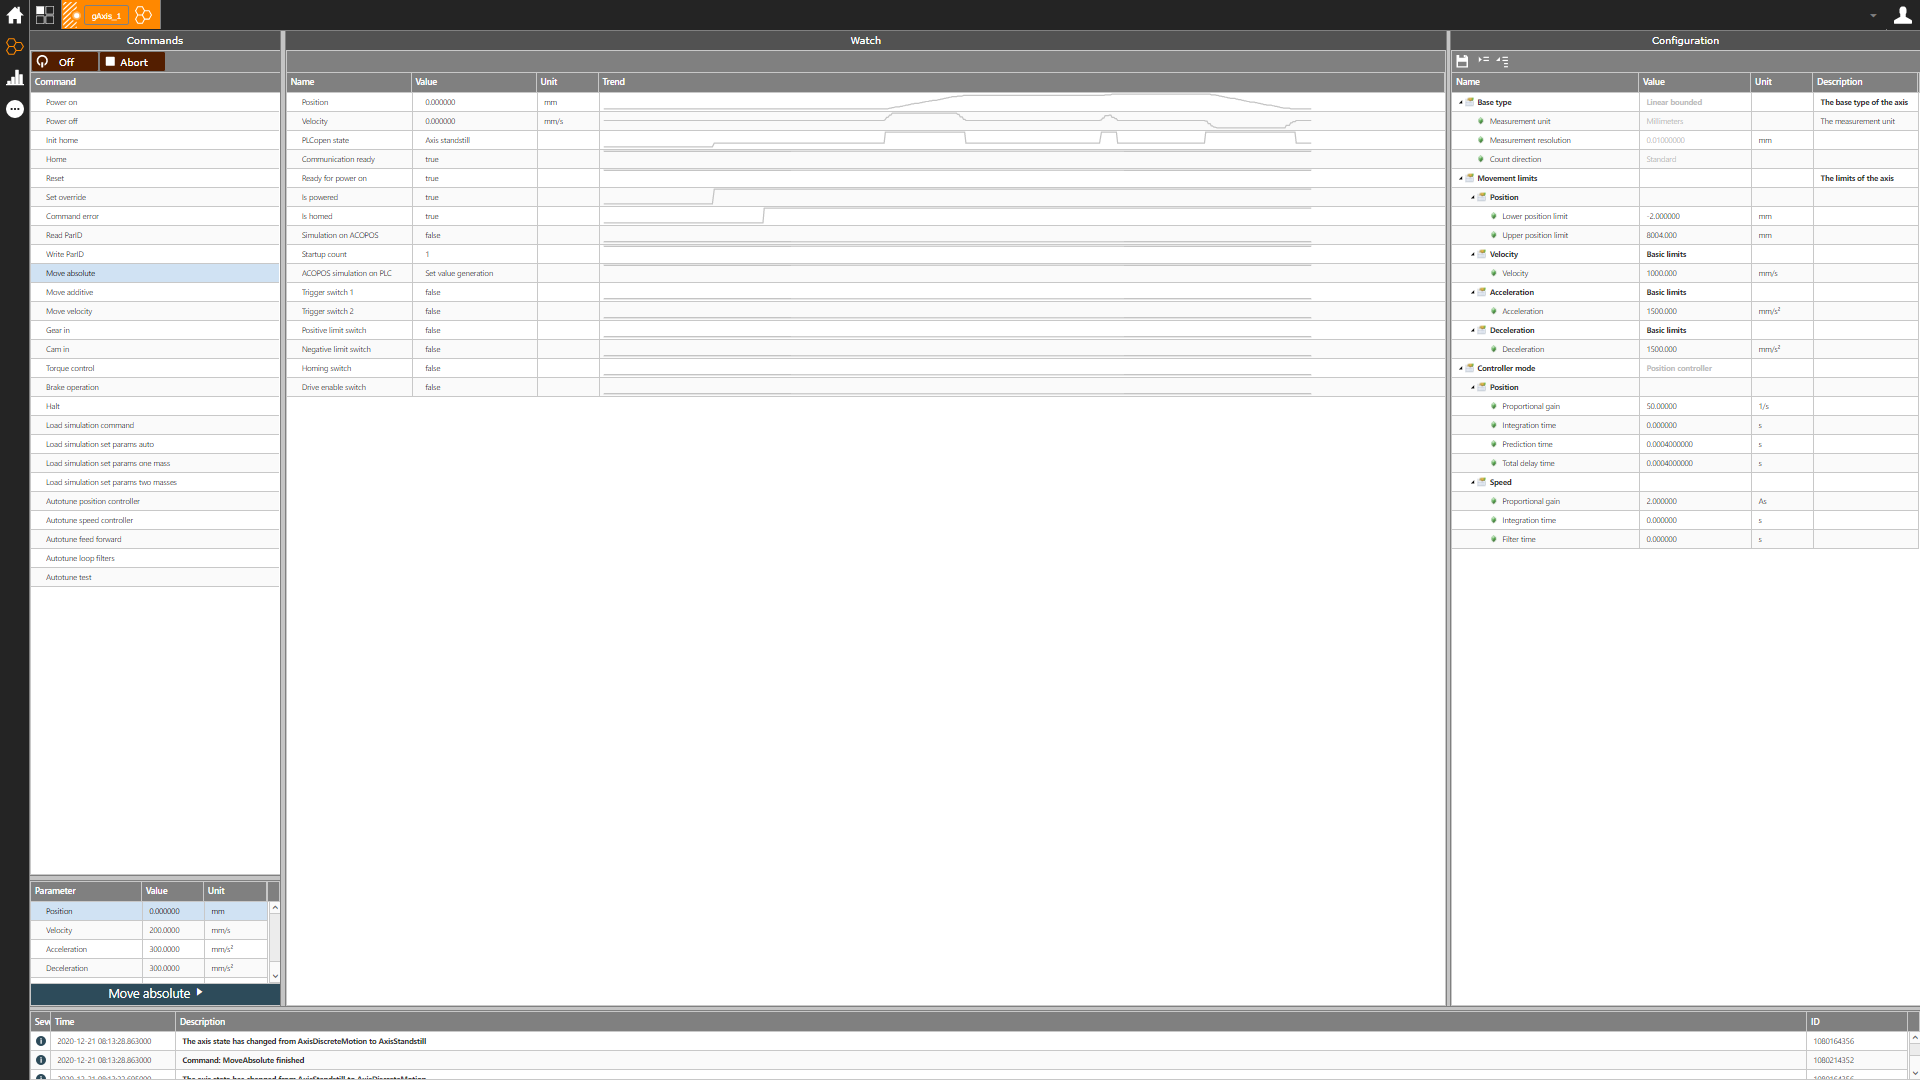 gAxis_1
Commands
Off Abort
Command
Power on
Power off
Init home
Home
Reset
Set override
Command error
Read ParID
Write ParID
Move absolute
Move additive
Move velocity
Gear in
Cam in
Torque control
Brake operation
Halt
Load simulation command
Load simulation set params auto
Load simulation set params one mass
Load simulation set params two masses
Autotune position controller
Autotune speed controller
Autotune feed forward
Autotune loop filters
Autotune test
Parameter Value Unit
Position 0.000000 mm
Velocity 200.0000 mm/s
Acceleration 300.0000 mm/s²
Deceleration 300.0000 mm/s²
Move absolute
Watch
Name Value Unit Trend
Position 0.000000 mm
Velocity 0.000000 mm/s
PLCopen state Axis standstill
Communication ready true
Ready for power on true
Is powered true
Is homed true
Simulation on ACOPOS false
Startup count 1
ACOPOS simulation on PLC Set value generation
Trigger switch 1 false
Trigger switch 2 false
Positive limit switch false
Negative limit switch false
Homing switch false
Drive enable switch false
Configuration
Name Value Unit Description
Base type Linear bounded The base type of the axis
Measurement unit Millimeters The measurement unit
Measurement resolution 0.01000000 mm
Count direction Standard
Movement limits The limits of the axis
Position
Lower position limit -2.000000 mm
Upper position limit 8004.000 mm
Velocity Basic limits
Velocity 1000.000 mm/s
Acceleration Basic limits
Acceleration 1500.000 mm/s²
Deceleration Basic limits
Deceleration 1500.000 mm/s²
Controller mode Position controller
Position
Proportional gain 50.00000 1/s
Integration time 0.000000 s
Prediction time 0.0004000000 s
Total delay time 0.0004000000 s
Speed
Proportional gain 2.000000 As
Integration time 0.000000 s
Filter time 0.000000 s
Seve Time Description ID
2020-12-21 08:13:28.863000 The axis state has changed from AxisDiscreteMotion to AxisStandstill 1080164356
2020-12-21 08:13:28.863000 Command: MoveAbsolute finished 1080214352
The axis state has changed from AxisStandstill to AxisDiscreteMotion 1080164356